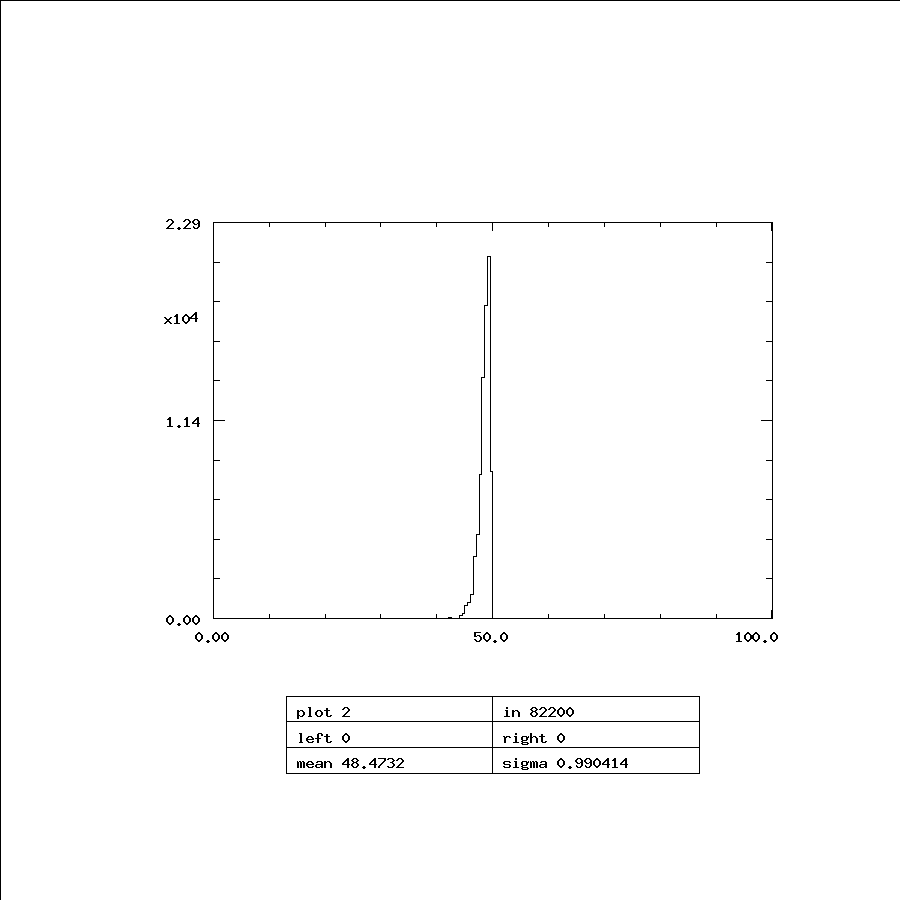 2.29
x10⁴
1.14
0.00
0.00 50.0 100.0
plot 2 in 82200
left 0 right 0
mean 48.4732 sigma 0.990414